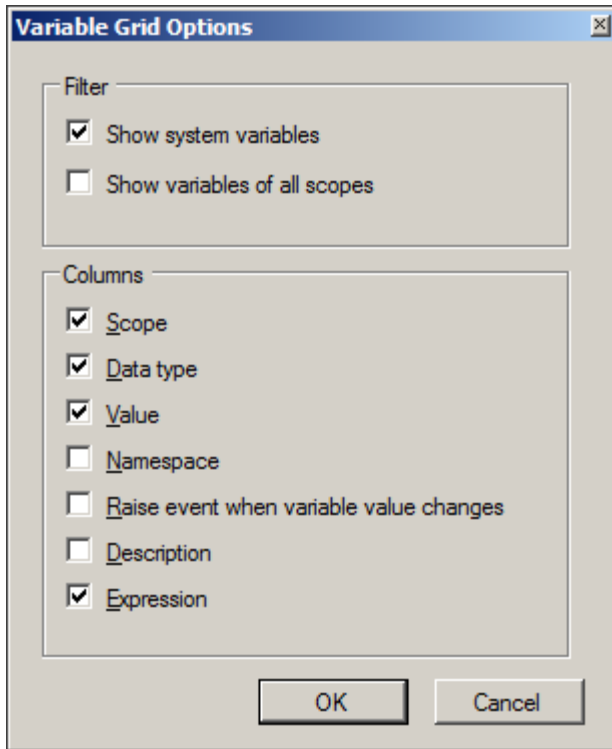 Variable Grid Options
Filter
Show system variables
Show variables of all scopes
Columns
Scope
Data type
Value
Namespace
Raise event when variable value changes
Description
Expression
OK
Cancel